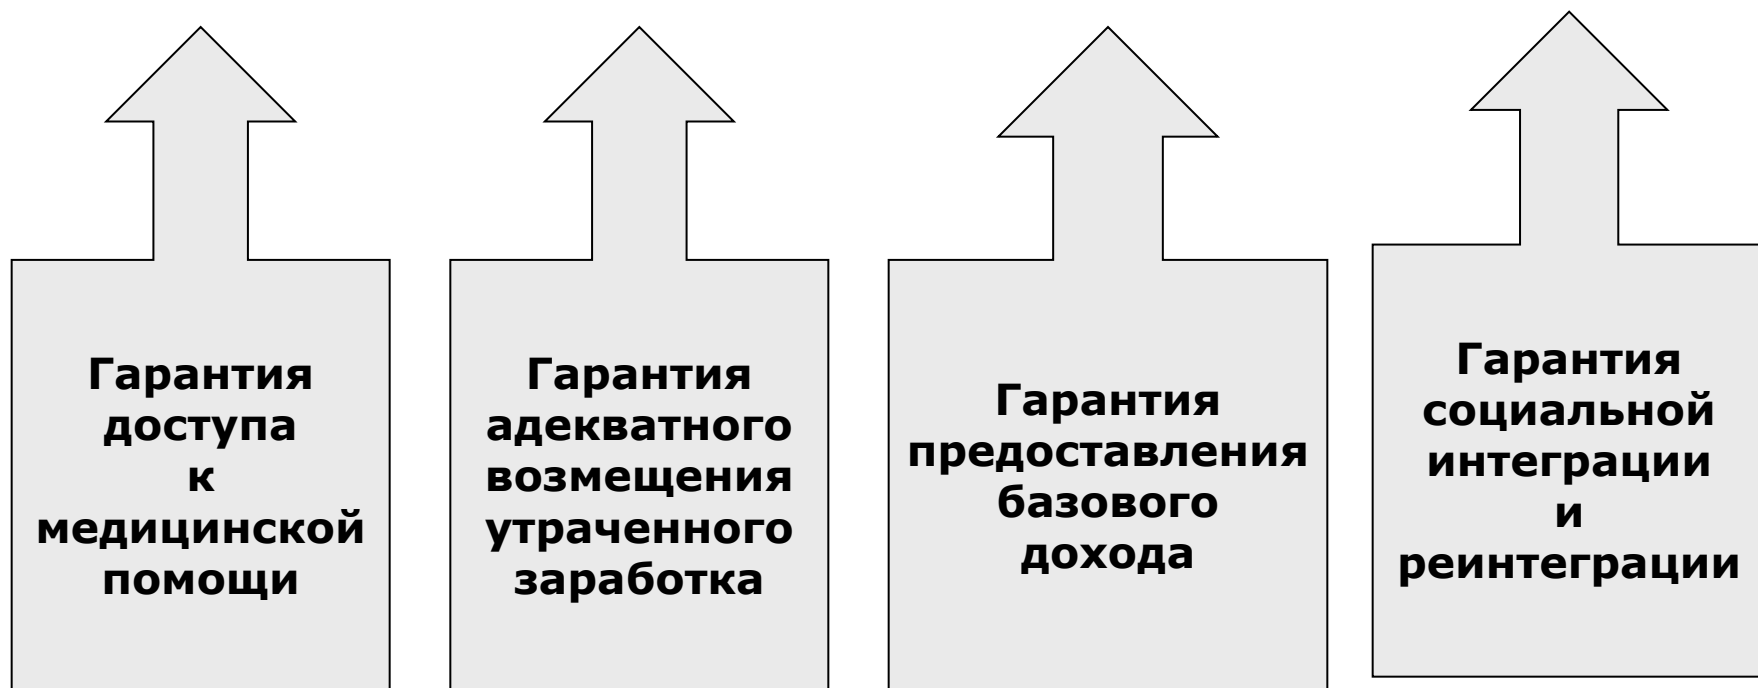 Гарантия
доступа
к
медицинской
помощи
Гарантия
адекватного
возмещения
утраченного
заработка
Гарантия
предоставления
базового
дохода
Гарантия
социальной
интеграции
и
реинтеграции